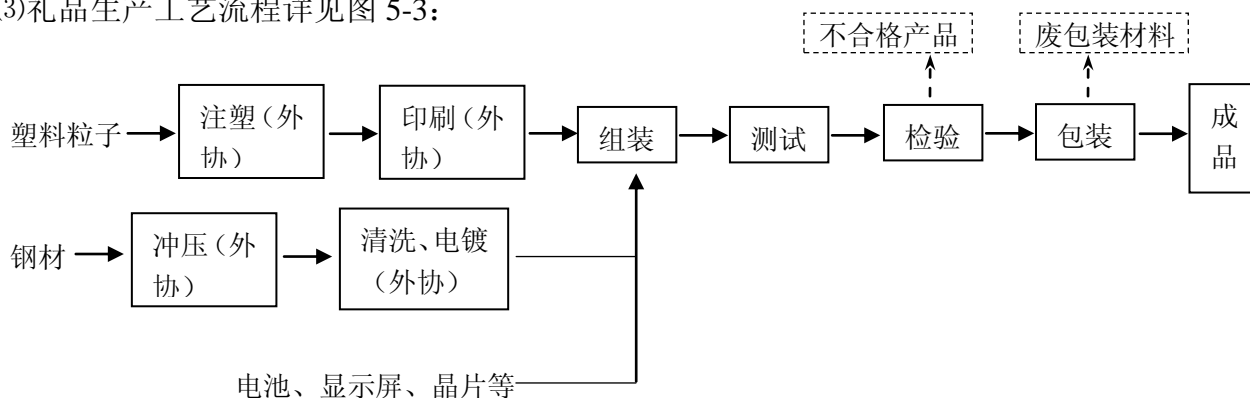 ⑶礼品生产工艺流程详见图 5-3：
不合格产品
废包装材料
塑料粒子
注塑（外
协）
印刷（外
协）
组装
测试
检验
包装
成
品
钢材
冲压（外
协）
清洗、电镀
（外协）
电池、显示屏、晶片等